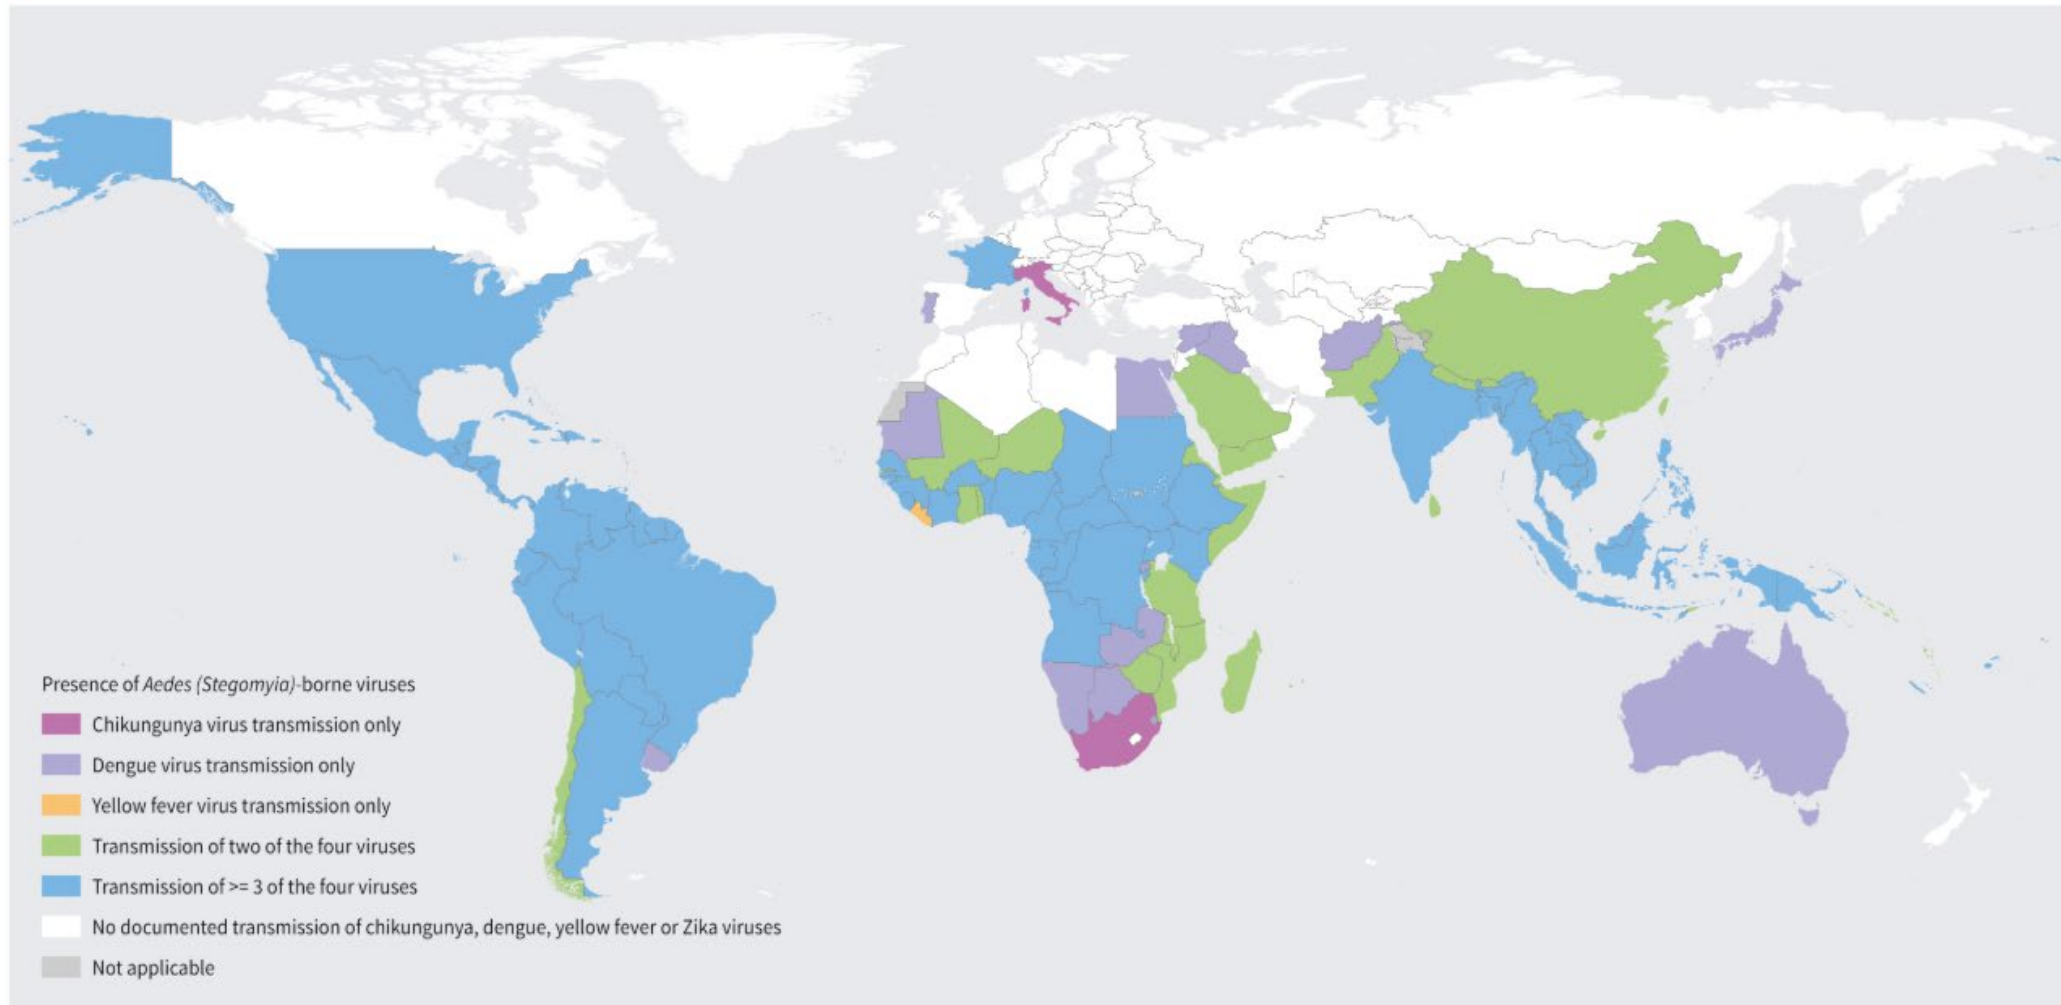 Presence of Aedes (Stegomyia)-borne viruses
Chikungunya virus transmission only
Dengue virus transmission only
Yellow fever virus transmission only
Transmission of two of the four viruses
Transmission of >= 3 of the four viruses
No documented transmission of chikungunya, dengue, yellow fever or Zika viruses
Not applicable